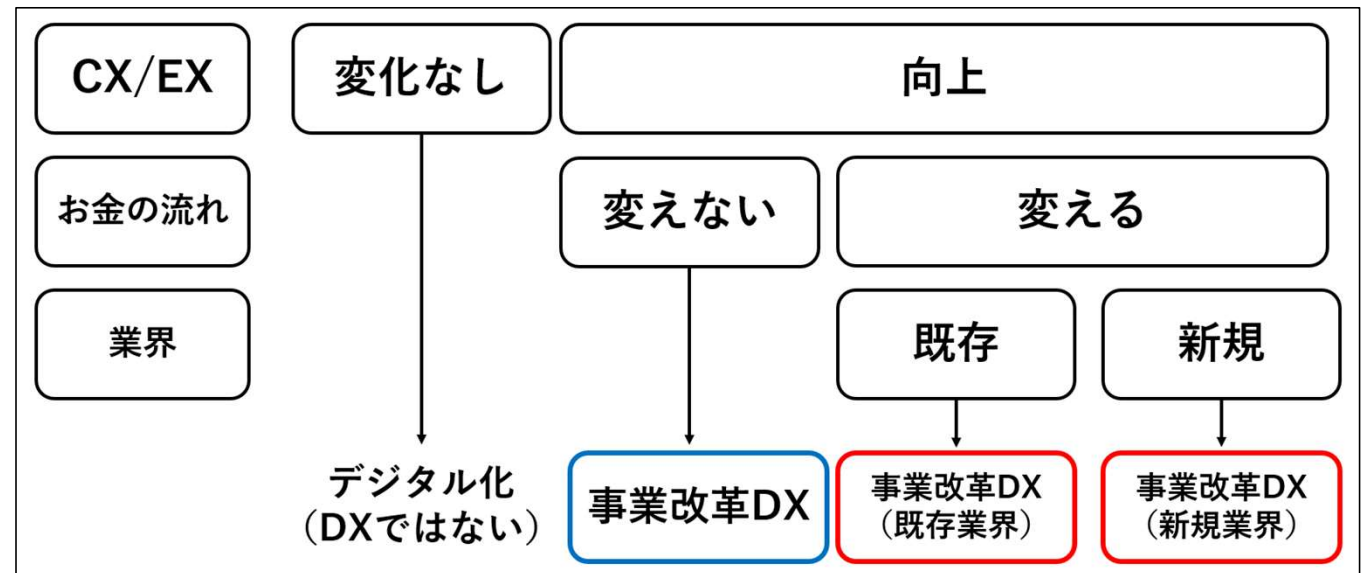 CX/EX
変化なし
向上
お金の流れ
変えない
変える
業界
既存
新規
デジタル化
（DXではない）
事業改革DX
事業改革DX
（既存業界）
事業改革DX
（新規業界）